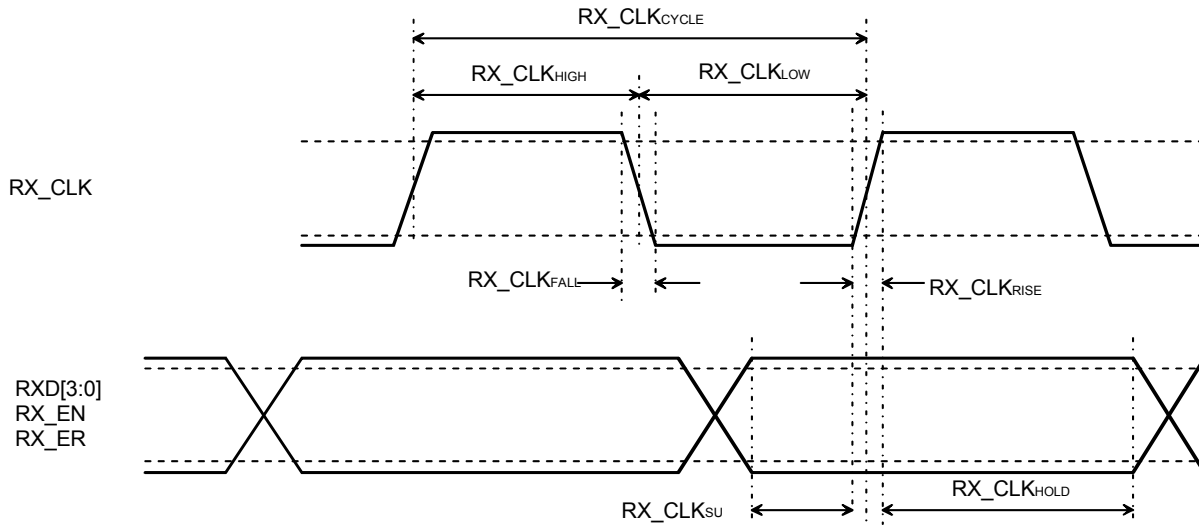 RX_CLKCYCLE
RX_CLKHIGH
RX_CLKLOW
RX_CLK
RX_CLKFALL
RX_CLKRISE
RXD[3:0]
RX_EN
RX_ER
RX_CLKSU
RX_CLKHOLD